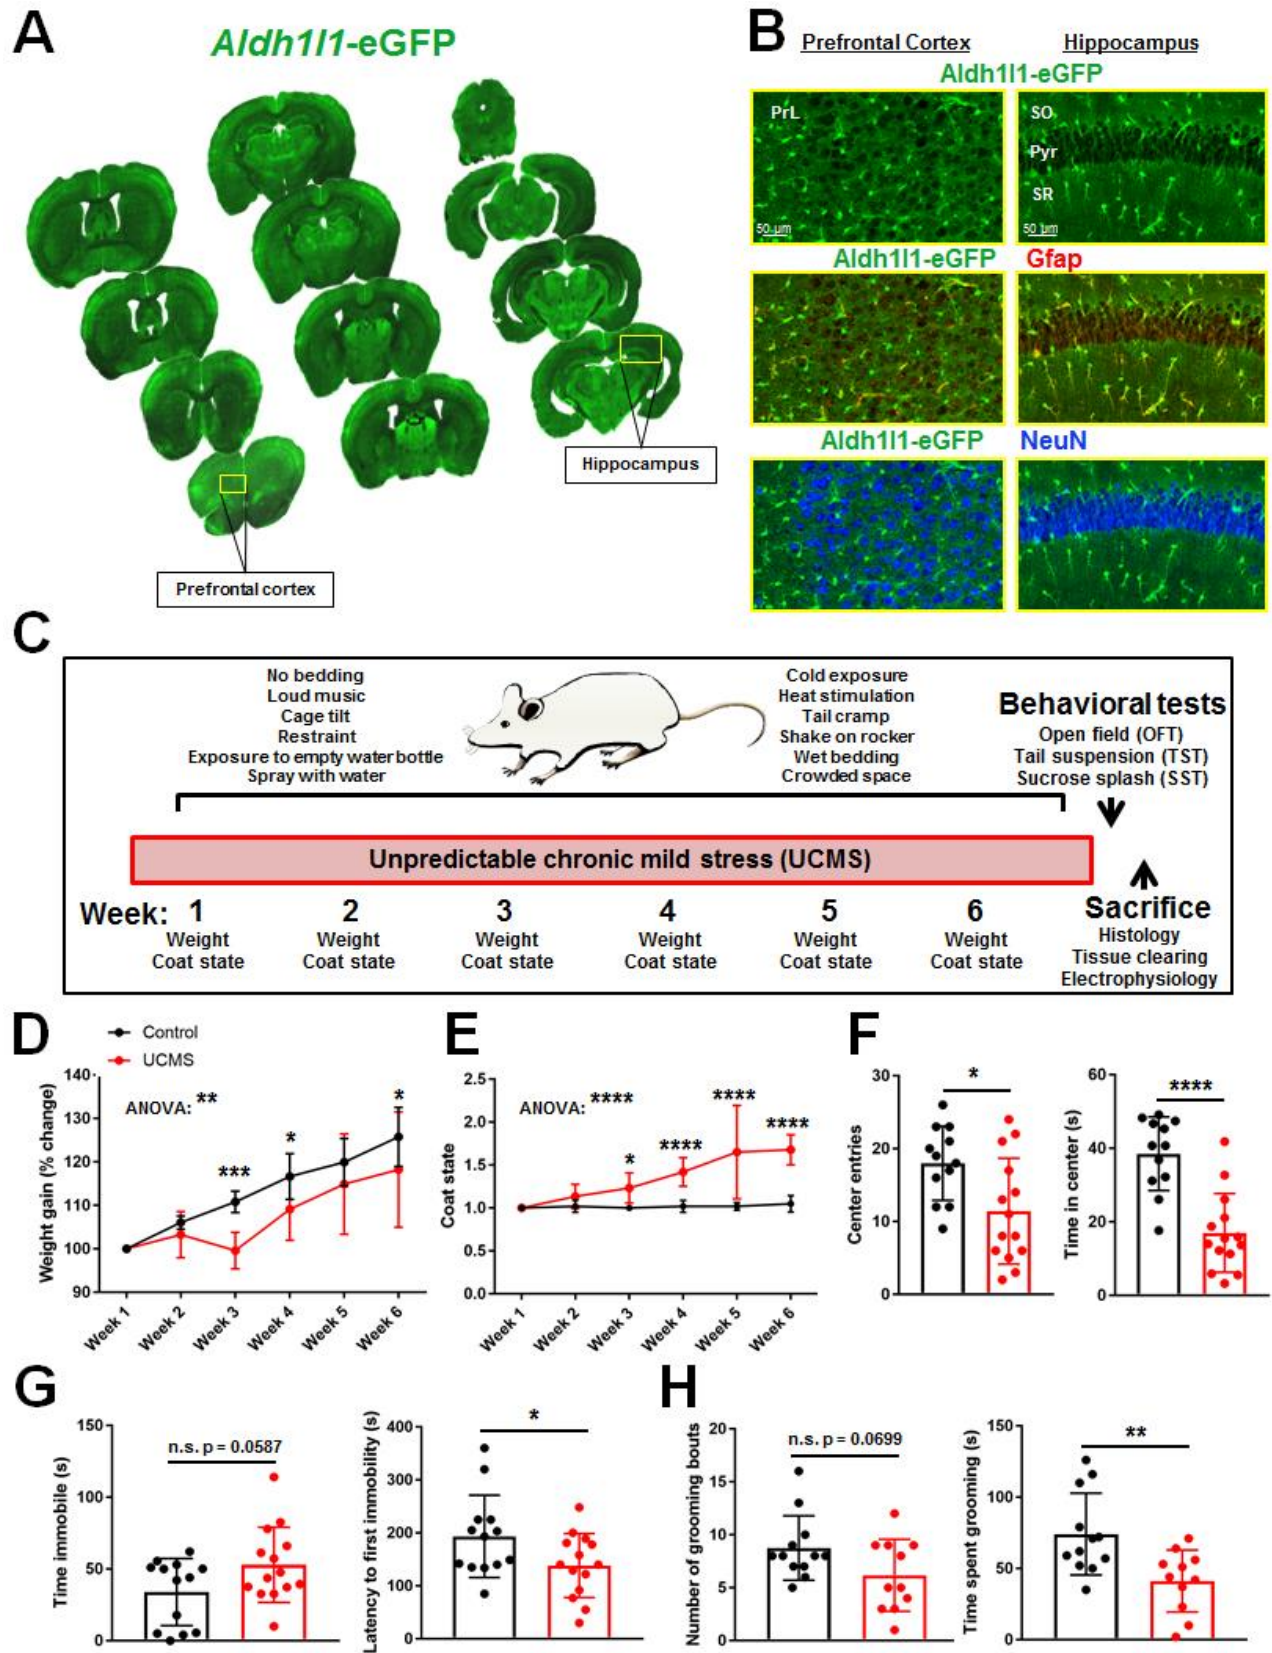 A
Aldh1l1-eGFP
Hippocampus
Prefrontal cortex
B
Prefrontal Cortex Hippocampus
Aldh1l1-eGFP
PrL SO
Pyr
SR
50 µm 50 µm
Aldh1l1-eGFP Gfap
Aldh1l1-eGFP NeuN
C
No bedding
Loud music
Cage tilt
Restraint
Exposure to empty water bottle
Spray with water
Cold exposure
Heat stimulation
Tail cramp
Shake on rocker
Wet bedding
Crowded space
Behavioral tests
Open field (OFT)
Tail suspension (TST)
Sucrose splash (SST)
Unpredictable chronic mild stress (UCMS)
Week: 1 2 3 4 5 6
Weight Weight Weight Weight Weight Weight
Coat state Coat state Coat state Coat state Coat state Coat state
Sacrifice
Histology
Tissue clearing
Electrophysiology
D
Control
UCMS
Weight gain (% change)
140
130
120
110
100
90
ANOVA: **
***
*
*
Week 1 Week 2 Week 3 Week 4 Week 5 Week 6
E
Coat state
2.5
2.0
1.5
1.0
0.5
0.0
ANOVA: ****
*
****
****
****
Week 1 Week 2 Week 3 Week 4 Week 5 Week 6
F
Center entries
30
20
10
0
*
Time in center (s)
60
40
20
0
****
G
Time immobile (s)
150
100
50
0
n.s. p = 0.0587
Latency to first immobility (s)
400
300
200
100
0
*
H
Number of grooming bouts
20
15
10
5
0
n.s. p = 0.0699
Time spent grooming (s)
150
100
50
0
**